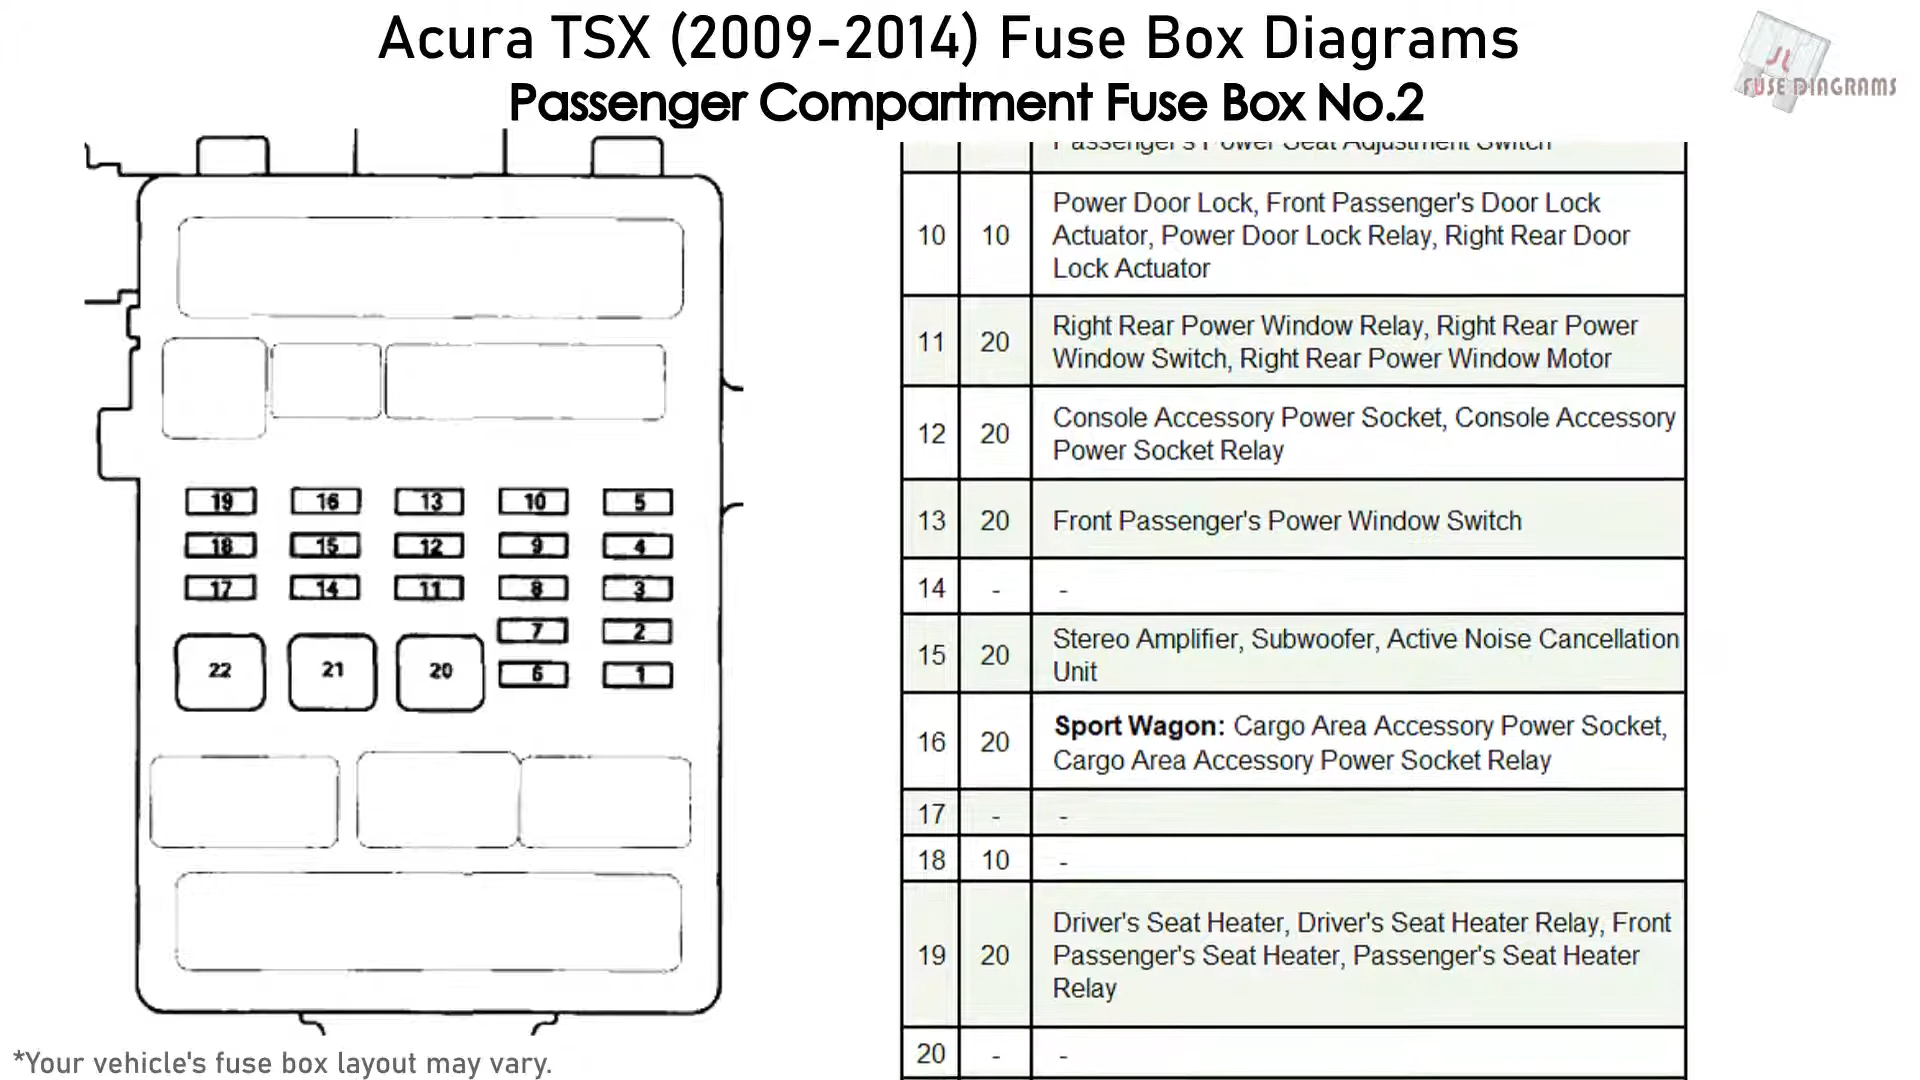 Acura TSX (2009-2014) Fuse Box Diagrams
Passenger Compartment Fuse Box No.2
Jt
FUSE DIAGRAMS
19 16 13 10 5
18 15 12 9 4
17 14 11 8 3
7 2
22 21 20 6 1
Passenger's Power Seat Adjustment Switch
10 10 Power Door Lock, Front Passenger's Door Lock
Actuator, Power Door Lock Relay, Right Rear Door
Lock Actuator
11 20 Right Rear Power Window Relay, Right Rear Power
Window Switch, Right Rear Power Window Motor
12 20 Console Accessory Power Socket, Console Accessory
Power Socket Relay
13 20 Front Passenger's Power Window Switch
14 - -
15 20 Stereo Amplifier, Subwoofer, Active Noise Cancellation
Unit
16 20 Sport Wagon: Cargo Area Accessory Power Socket,
Cargo Area Accessory Power Socket Relay
17 - -
18 10 -
19 20 Driver's Seat Heater, Driver's Seat Heater Relay, Front
Passenger's Seat Heater, Passenger's Seat Heater
Relay
20 - -
*Your vehicle's fuse box layout may vary.